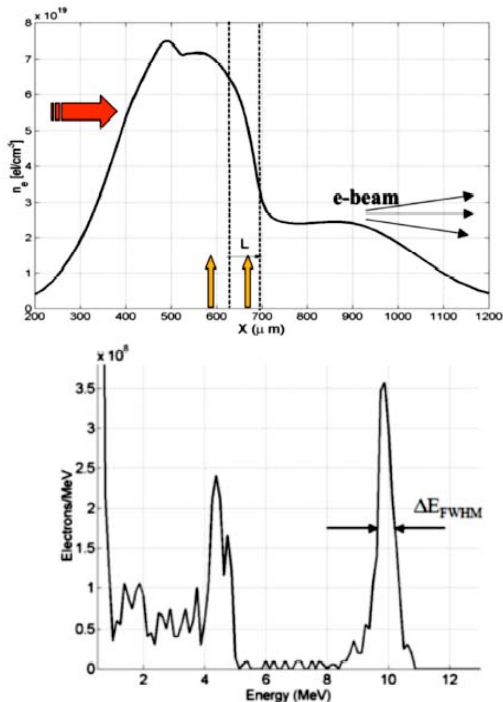 x 10^19
8
7
6
5
4
3
2
1
0
n_e [el/cm^3]
e-beam
L
200 300 400 500 600 700 800 900 1000 1100 1200
X (μ m)
x 10^8
3.5
3
2.5
2
1.5
1
0.5
0
Electrons/MeV
ΔE_FWHM
2 4 6 8 10 12
Energy (MeV)